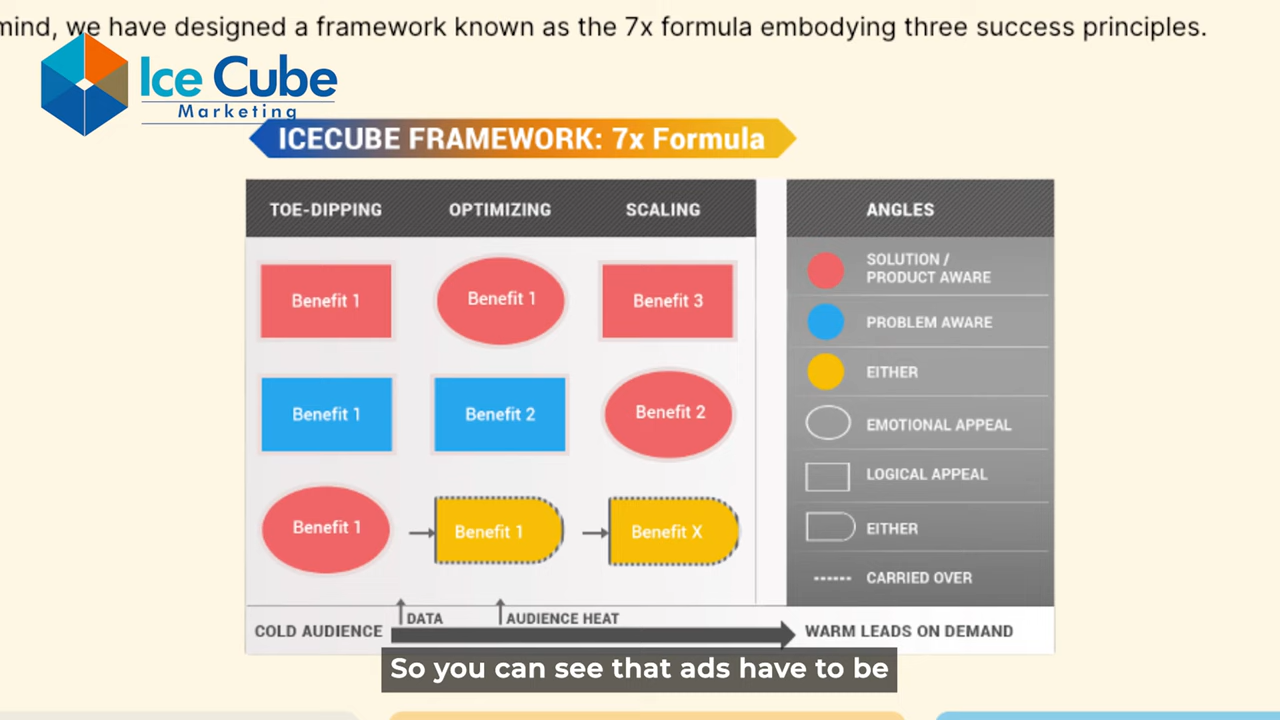 mind, we have designed a framework known as the 7x formula embodying three success principles.
Ice Cube
Marketing
ICECUBE FRAMEWORK: 7x Formula
TOE-DIPPING OPTIMIZING SCALING ANGLES
Benefit 1 Benefit 1 Benefit 3
Benefit 1 Benefit 2 Benefit 2
Benefit 1 Benefit 1 Benefit X
SOLUTION /
PRODUCT AWARE
PROBLEM AWARE
EITHER
EMOTIONAL APPEAL
LOGICAL APPEAL
EITHER
CARRIED OVER
DATA AUDIENCE HEAT
COLD AUDIENCE WARM LEADS ON DEMAND
So you can see that ads have to be